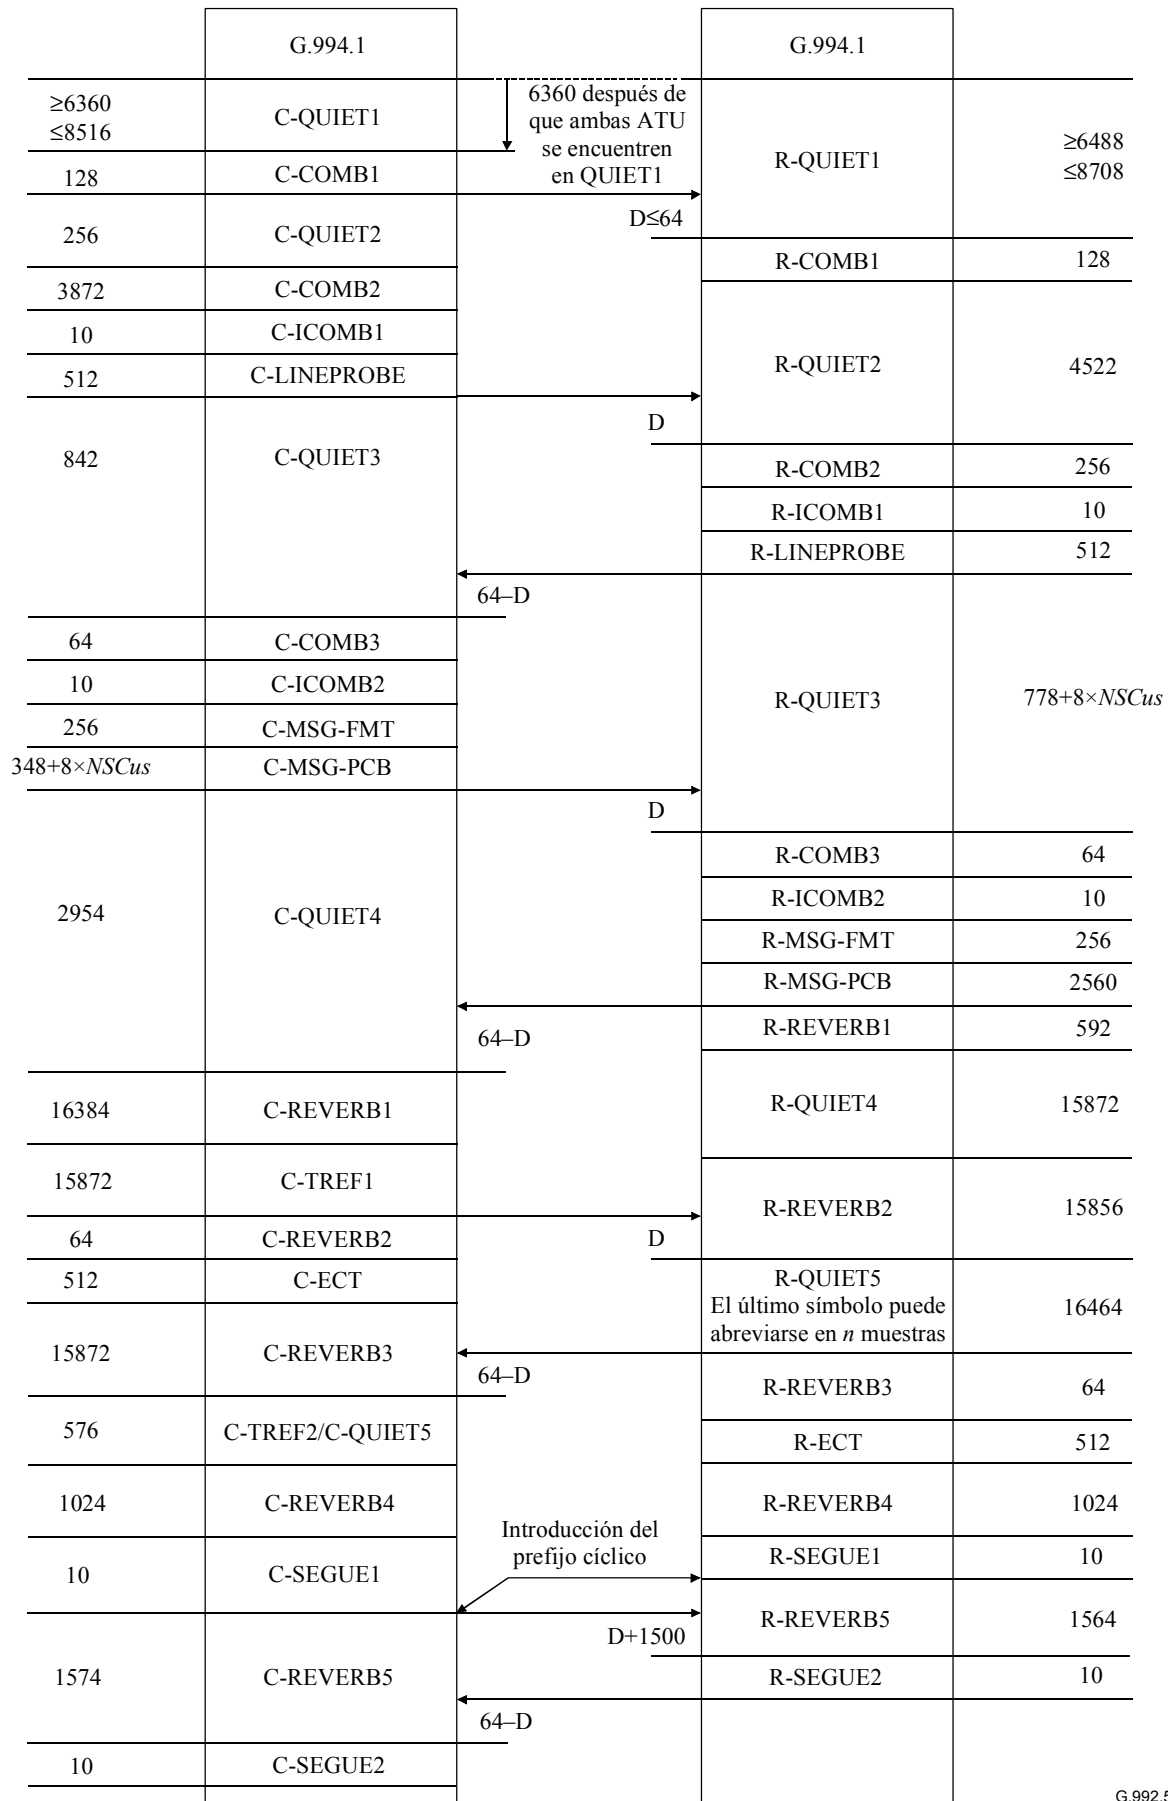 G.994.1 G.994.1
≥6360
≤8516
C-QUIET1
6360 después de
que ambas ATU
se encuentren
en QUIET1
R-QUIET1
≥6488
≤8708
128 C-COMB1
D≤64
256 C-QUIET2
R-COMB1 128
3872 C-COMB2
10 C-ICOMB1
R-QUIET2 4522
512 C-LINEPROBE
D
842 C-QUIET3
R-COMB2 256
R-ICOMB1 10
R-LINEPROBE 512
64–D
64 C-COMB3
10 C-ICOMB2
R-QUIET3 778+8×NSCus
256 C-MSG-FMT
348+8×NSCus C-MSG-PCB
D
R-COMB3 64
2954 C-QUIET4
R-ICOMB2 10
R-MSG-FMT 256
R-MSG-PCB 2560
R-REVERB1 592
64–D
16384 C-REVERB1
R-QUIET4 15872
15872 C-TREF1
R-REVERB2 15856
64 C-REVERB2
D
512 C-ECT
R-QUIET5
El último símbolo puede
abreviarse en n muestras
16464
15872 C-REVERB3
64–D
R-REVERB3 64
576 C-TREF2/C-QUIET5
R-ECT 512
1024 C-REVERB4
R-REVERB4 1024
Introducción del
prefijo cíclico
R-SEGUE1 10
10 C-SEGUE1
R-REVERB5 1564
D+1500
1574 C-REVERB5
R-SEGUE2 10
64–D
10 C-SEGUE2
G.992.5